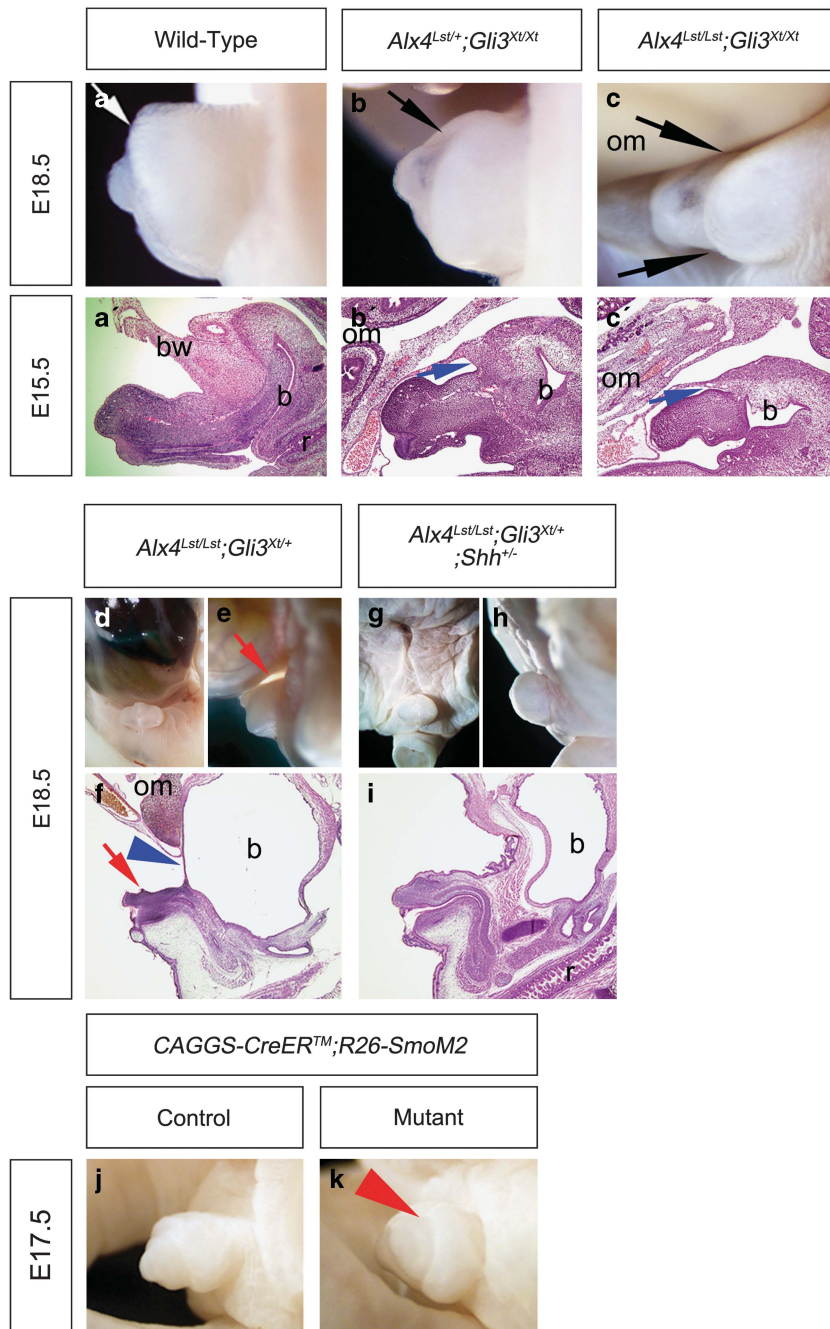 Wild-Type
Alx4Lst/+;Gli3Xt/Xt
Alx4Lst/Lst;Gli3Xt/Xt
E18.5
a
b
c
om
E15.5
a´
bw
b
r
b´
om
b
c´
om
b
Alx4Lst/Lst;Gli3Xt/+
Alx4Lst/Lst;Gli3Xt/+
;Shh+/-
E18.5
d
e
g
h
f
om
b
i
b
r
CAGGS-CreERTM;R26-SmoM2
Control
Mutant
E17.5
j
k